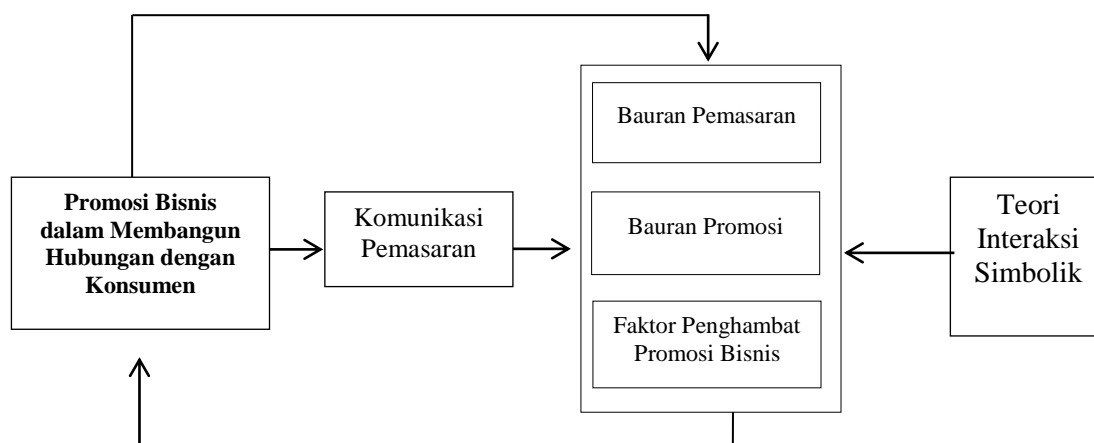 Promosi Bisnis
dalam Membangun
Hubungan dengan
Konsumen
Komunikasi
Pemasaran
Bauran Pemasaran
Bauran Promosi
Faktor Penghambat
Promosi Bisnis
Teori
Interaksi
Simbolik